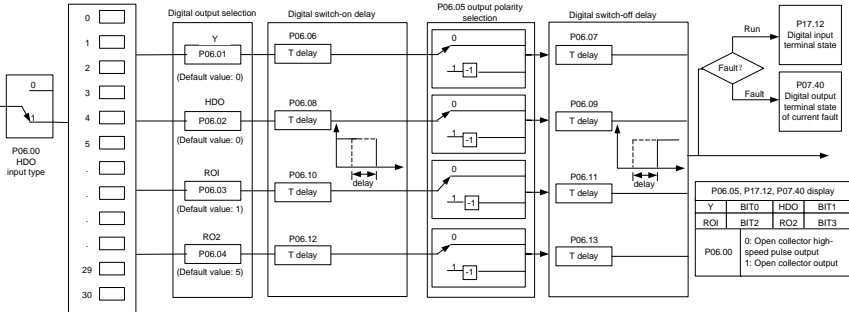 0
1
P06.00
HDO
input type
0
1
2
3
4
5
.
.
.
.
29
30
Digital output selection
Y
P06.01
(Default value: 0)
HDO
P06.02
(Default value: 0)
ROI
P06.03
(Default value: 1)
RO2
P06.04
(Default value: 5)
Digital switch-on delay
P06.06
T delay
P06.08
T delay
delay
P06.10
T delay
P06.12
T delay
P06.05 output polarity
selection
0
1
-1
0
1
-1
0
1
-1
0
1
-1
Digital switch-off delay
P06.07
T delay
P06.09
T delay
delay
P06.11
T delay
P06.13
T delay
Run
Fault?
Fault
P17.12
Digital input
terminal state
P07.40
Digital output
terminal state
of current fault
P06.05, P17.12, P07.40 display
Y BIT0 HDO BIT1
ROI BIT2 RO2 BIT3
P06.00
0: Open collector high-
speed pulse output
1: Open collector output